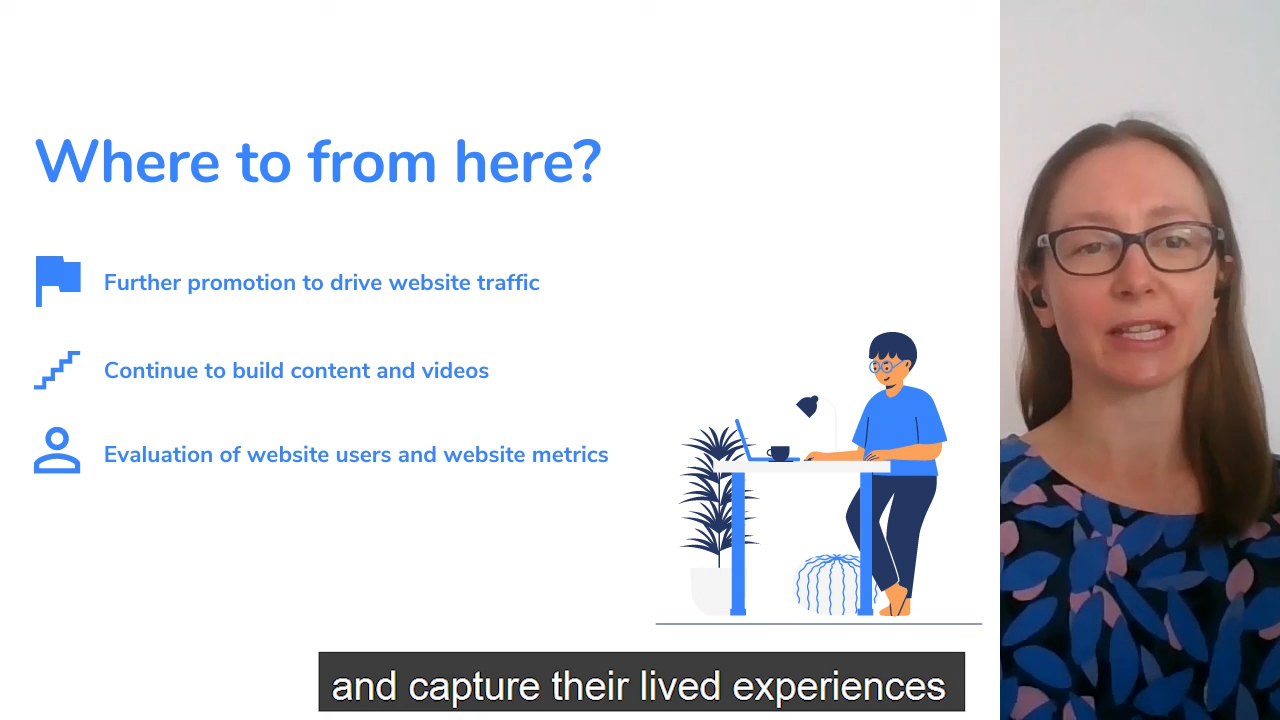 Where to from here?
Further promotion to drive website traffic
Continue to build content and videos
Evaluation of website users and website metrics
and capture their lived experiences